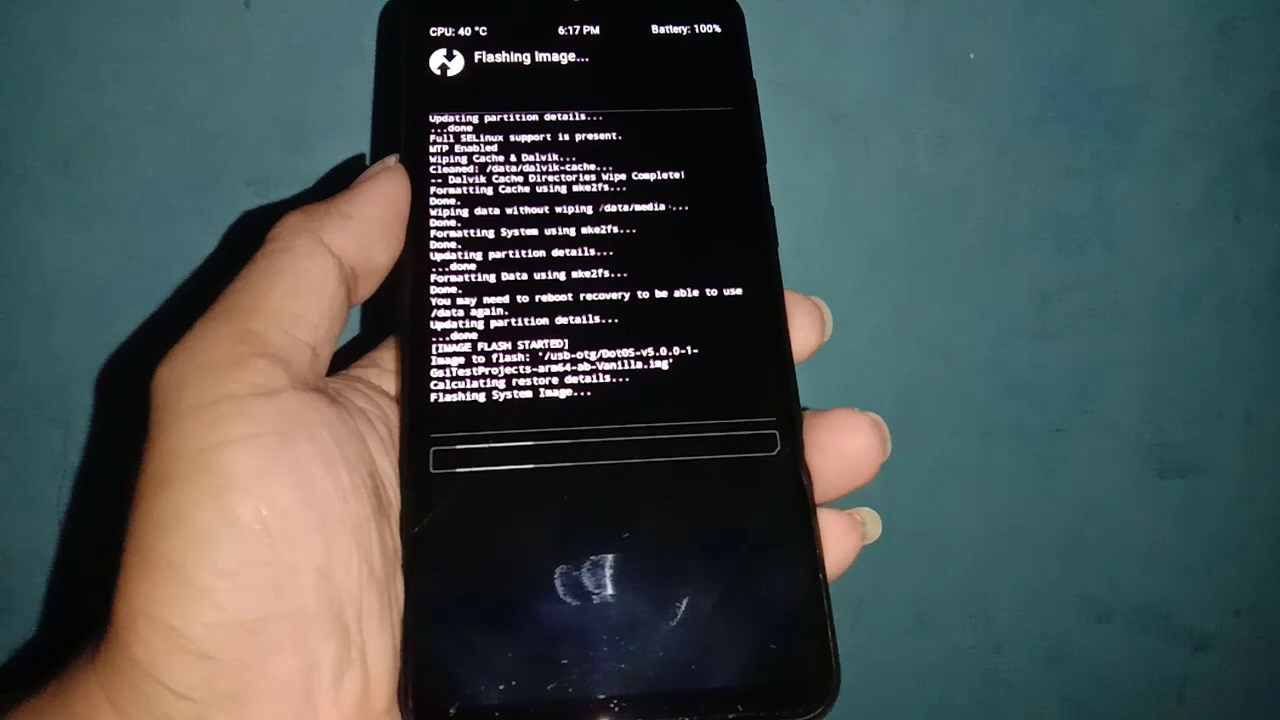 CPU: 40 °C 6:17 PM Battery: 100%
Flashing Image...
Updating partition details...
...done
Full SELinux support is present.
MTP Enabled
Wiping Cache & Dalvik...
Cleaned: /data/dalvik-cache...
-- Dalvik Cache Directories Wipe Complete!
Formatting Cache using mke2fs...
Done.
Wiping data without wiping /data/media ...
Done.
Formatting System using mke2fs...
Done.
Updating partition details...
...done
Formatting Data using mke2fs...
Done.
You may need to reboot recovery to be able to use
/data again.
Updating partition details...
...done
[IMAGE FLASH STARTED]
Image to flash: '/usb-otg/DotOS-v5.0.0-1-
GsiTestProjects-arm64-ab-Vanilla.img'
Calculating restore details...
Flashing System Image...